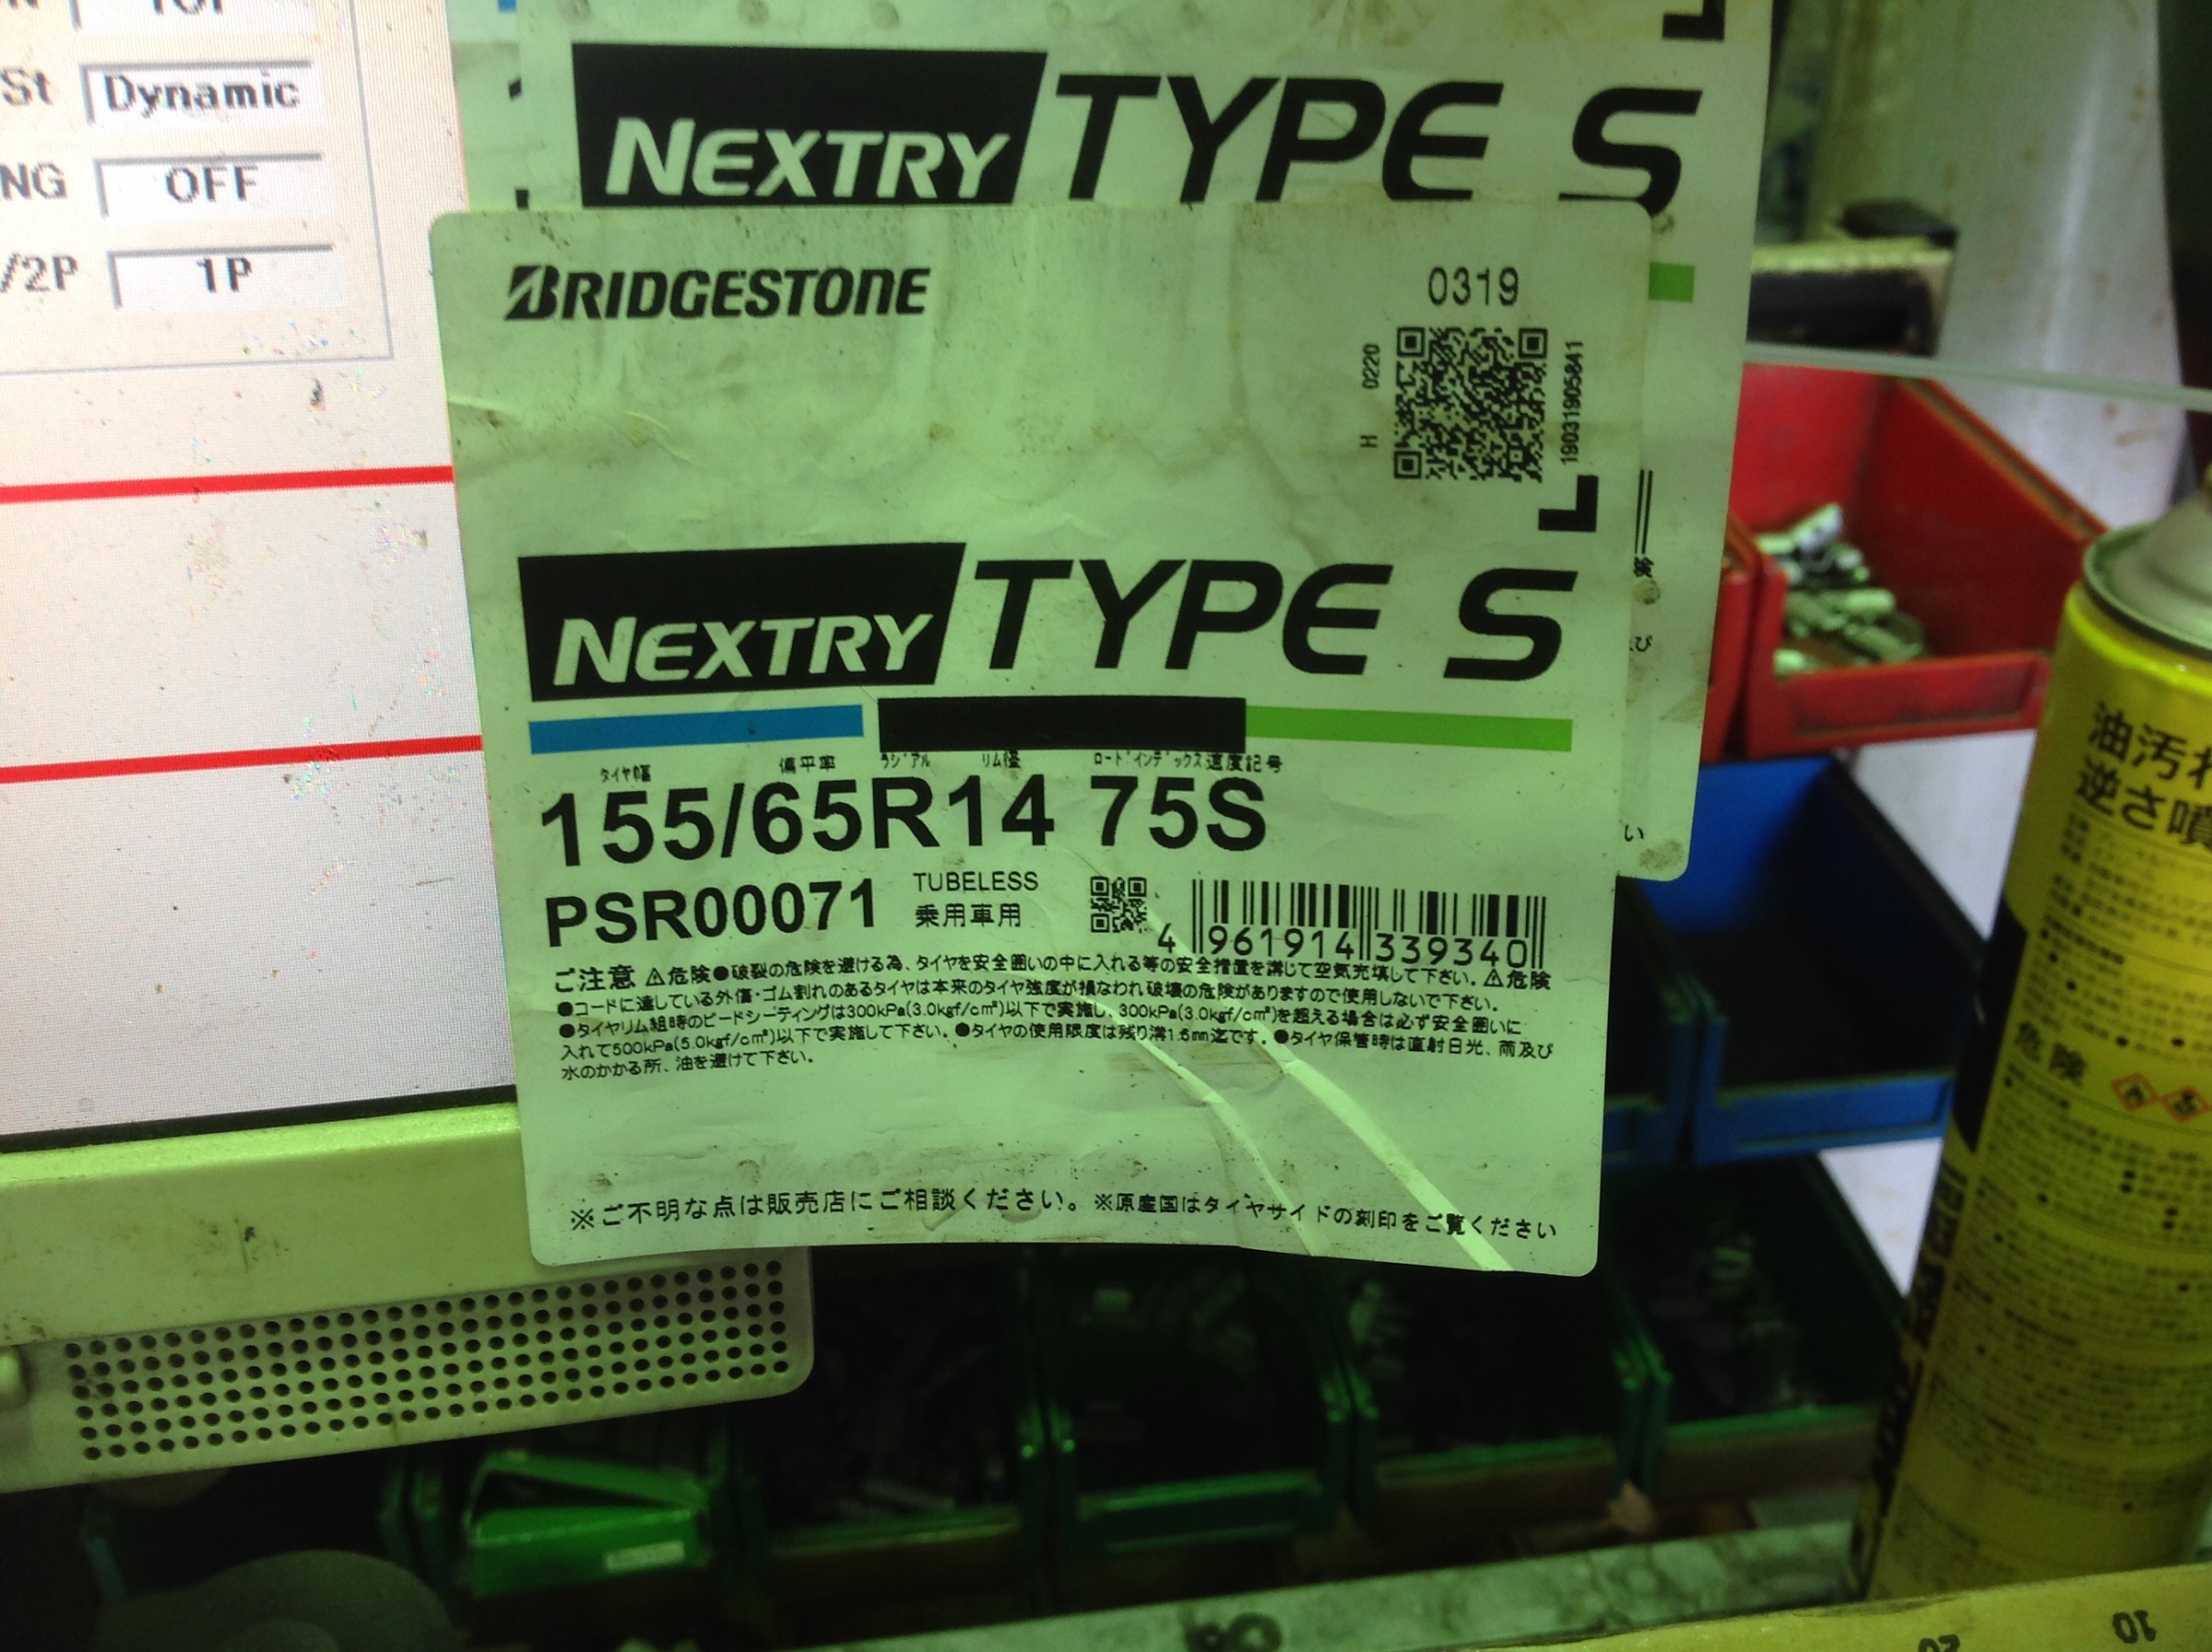 St Dynamic
NG OFF
/2P 1P
NEXTRY TYPE S
L
BRIDGESTONE
0319
H 0220
190311905841
L
NEXTRY TYPE S
タイヤ幅 偏平率 ラジアル リム径 ロードインデックス 速度記号
155/65R14 75S
PSR00071
TUBELESS
乗用車用
4 961914 339340
ご注意 ⚠危険●破裂の危険を避ける為、タイヤを安全囲いの中に入れる等の安全措置を講じて空気充填して下さい。⚠危険
●コードに達している外傷・ゴム割れのあるタイヤは本来のタイヤ強度が損なわれ破壊の危険がありますので使用しないで下さい。
●タイヤリム組時のビードシーティングは300kPa(3.0kgf/c㎡)以下で実施し、300kPa(3.0kgf/c㎡)を超える場合は必ず安全囲いに
入れて500kPa(5.0kgf/c㎡)以下で実施して下さい。●タイヤの使用限度は残り溝1.6mm迄です。●タイヤ保管時は直射日光、雨及び
水のかかる所、油を避けて下さい。
※ご不明な点は販売店にご相談ください。※原産国はタイヤサイドの刻印をご覧ください
び
い
油汚れ
逆さ噴
危険
20
10